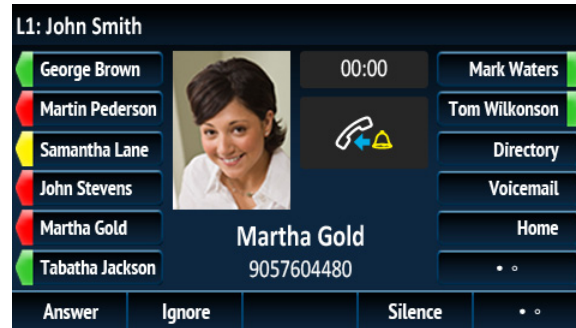 L1: John Smith
George Brown
Martin Pederson
Samantha Lane
John Stevens
Martha Gold
Tabatha Jackson
00:00
Martha Gold
9057604480
Mark Waters
Tom Wilkonson
Directory
Voicemail
Home
Answer
Ignore
Silence